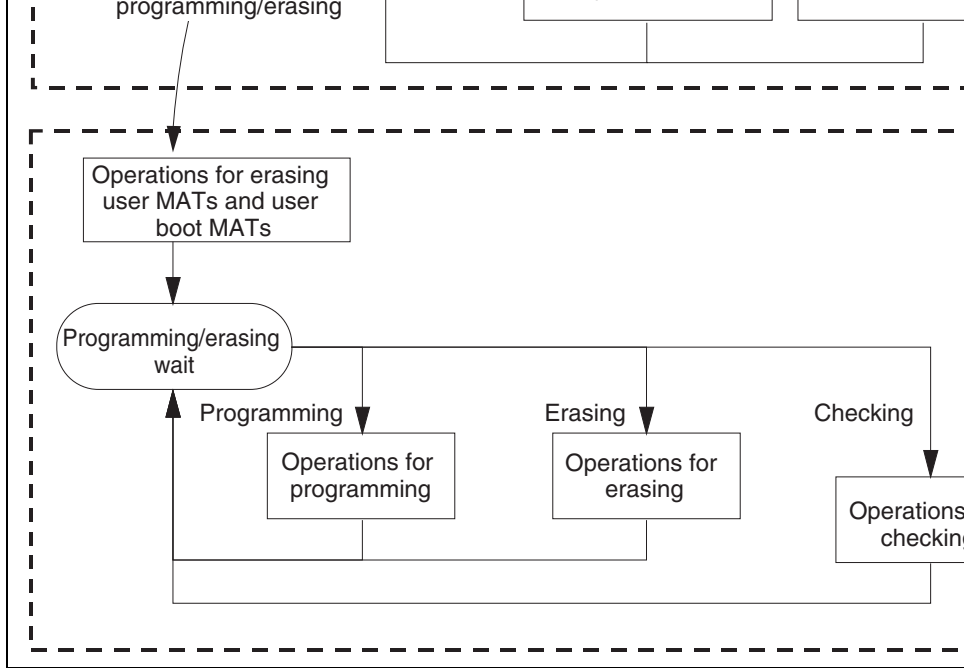 programming/erasing
Operations for erasing
user MATs and user
boot MATs
Programming/erasing
wait
Programming
Erasing
Checking
Operations for
programming
Operations for
erasing
Operations